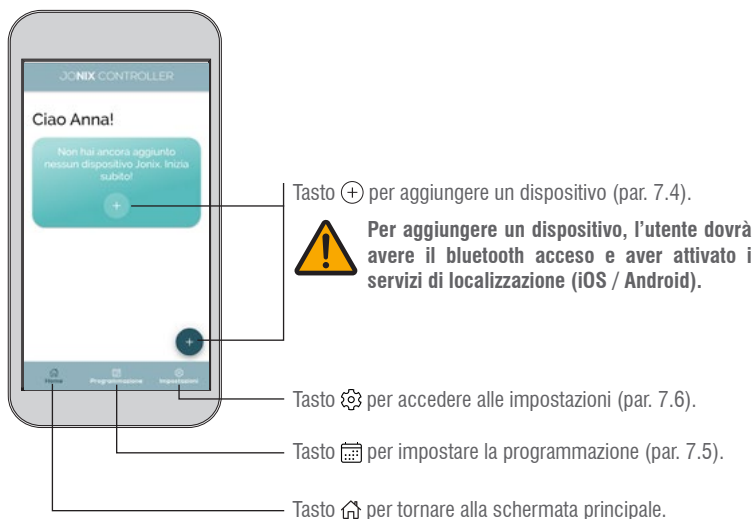 JONIX CONTROLLER
Ciao Anna!
Non hai ancora aggiunto
nessun dispositivo Jonix. Inizia
subito!
Home Programmazione Impostazioni
Tasto + per aggiungere un dispositivo (par. 7.4).
Per aggiungere un dispositivo, l’utente dovrà
avere il bluetooth acceso e aver attivato i
servizi di localizzazione (iOS / Android).
Tasto per accedere alle impostazioni (par. 7.6).
Tasto per impostare la programmazione (par. 7.5).
Tasto per tornare alla schermata principale.